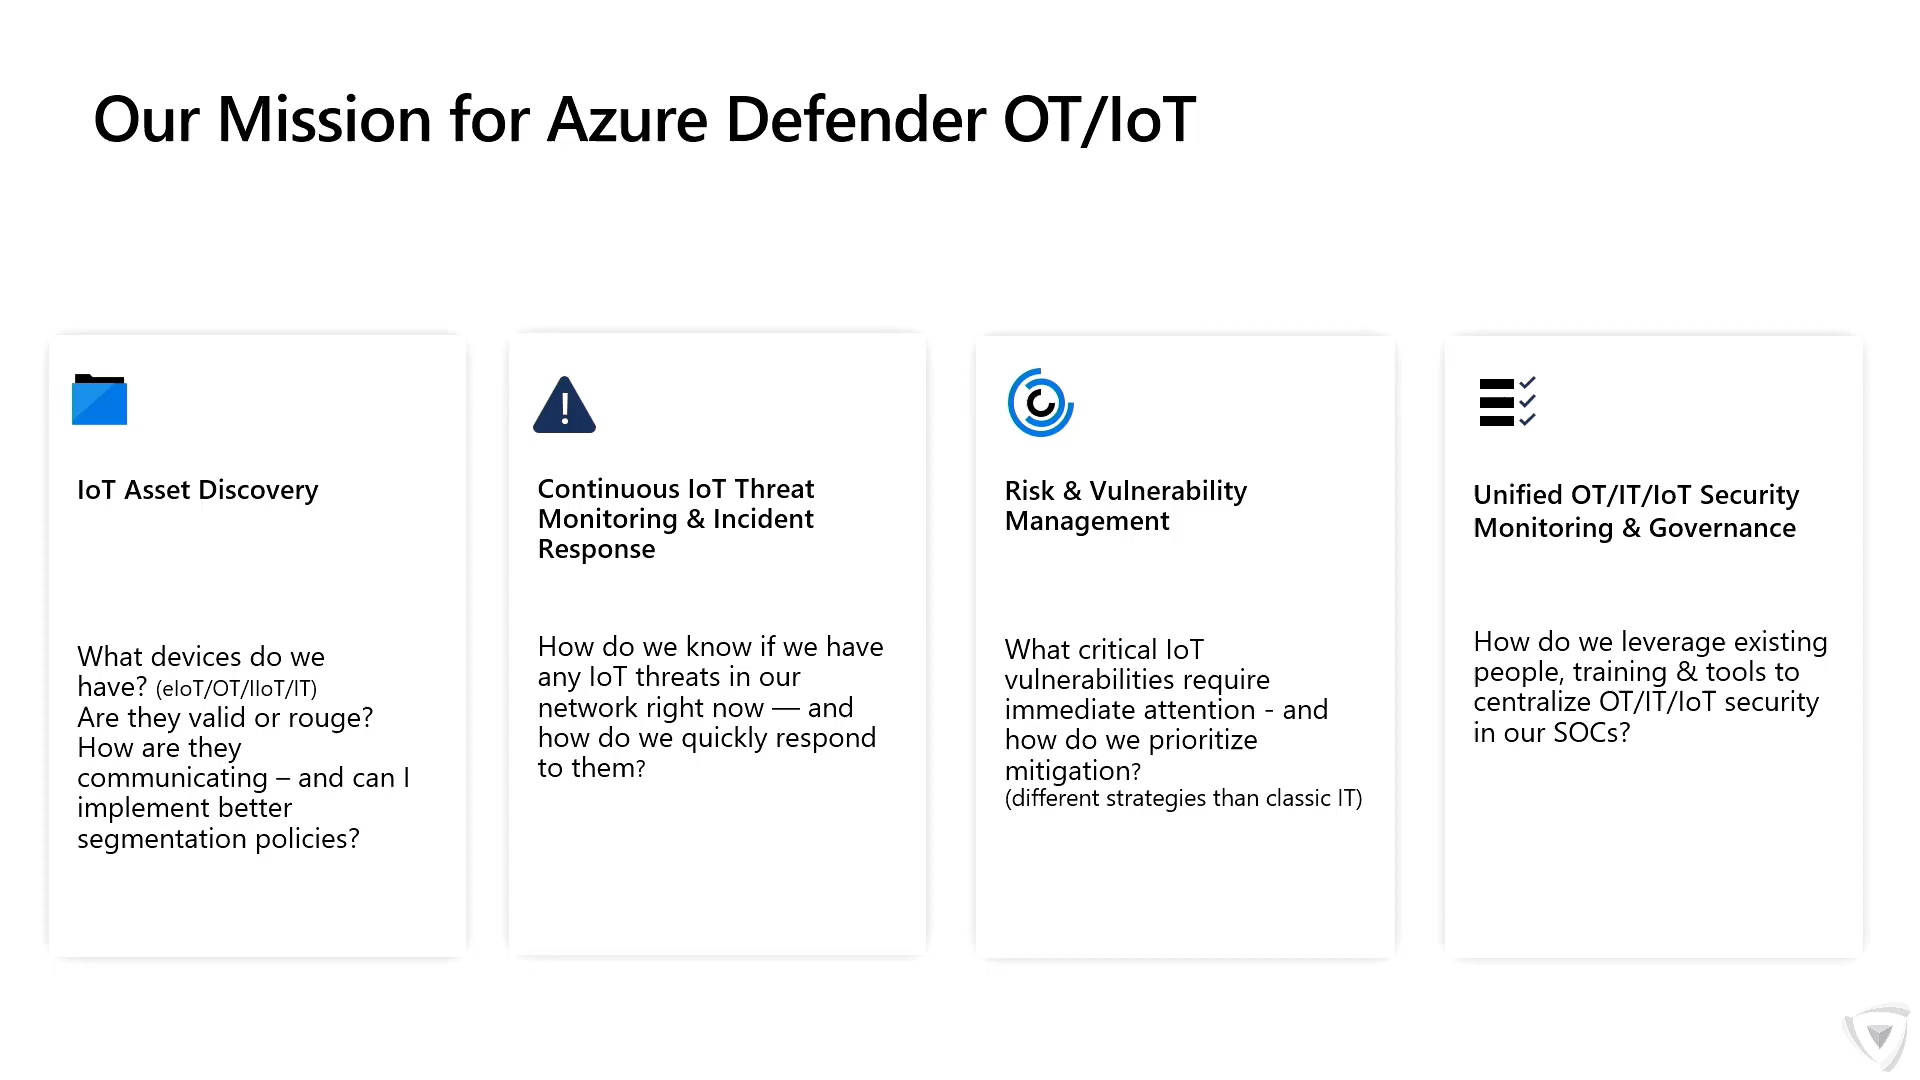 Our Mission for Azure Defender OT/IoT
IoT Asset Discovery
What devices do we
have? (eIoT/OT/IIoT/IT)
Are they valid or rouge?
How are they
communicating – and can I
implement better
segmentation policies?
Continuous IoT Threat
Monitoring & Incident
Response
How do we know if we have
any IoT threats in our
network right now — and
how do we quickly respond
to them?
Risk & Vulnerability
Management
What critical IoT
vulnerabilities require
immediate attention - and
how do we prioritize
mitigation?
(different strategies than classic IT)
Unified OT/IT/IoT Security
Monitoring & Governance
How do we leverage existing
people, training & tools to
centralize OT/IT/IoT security
in our SOCs?